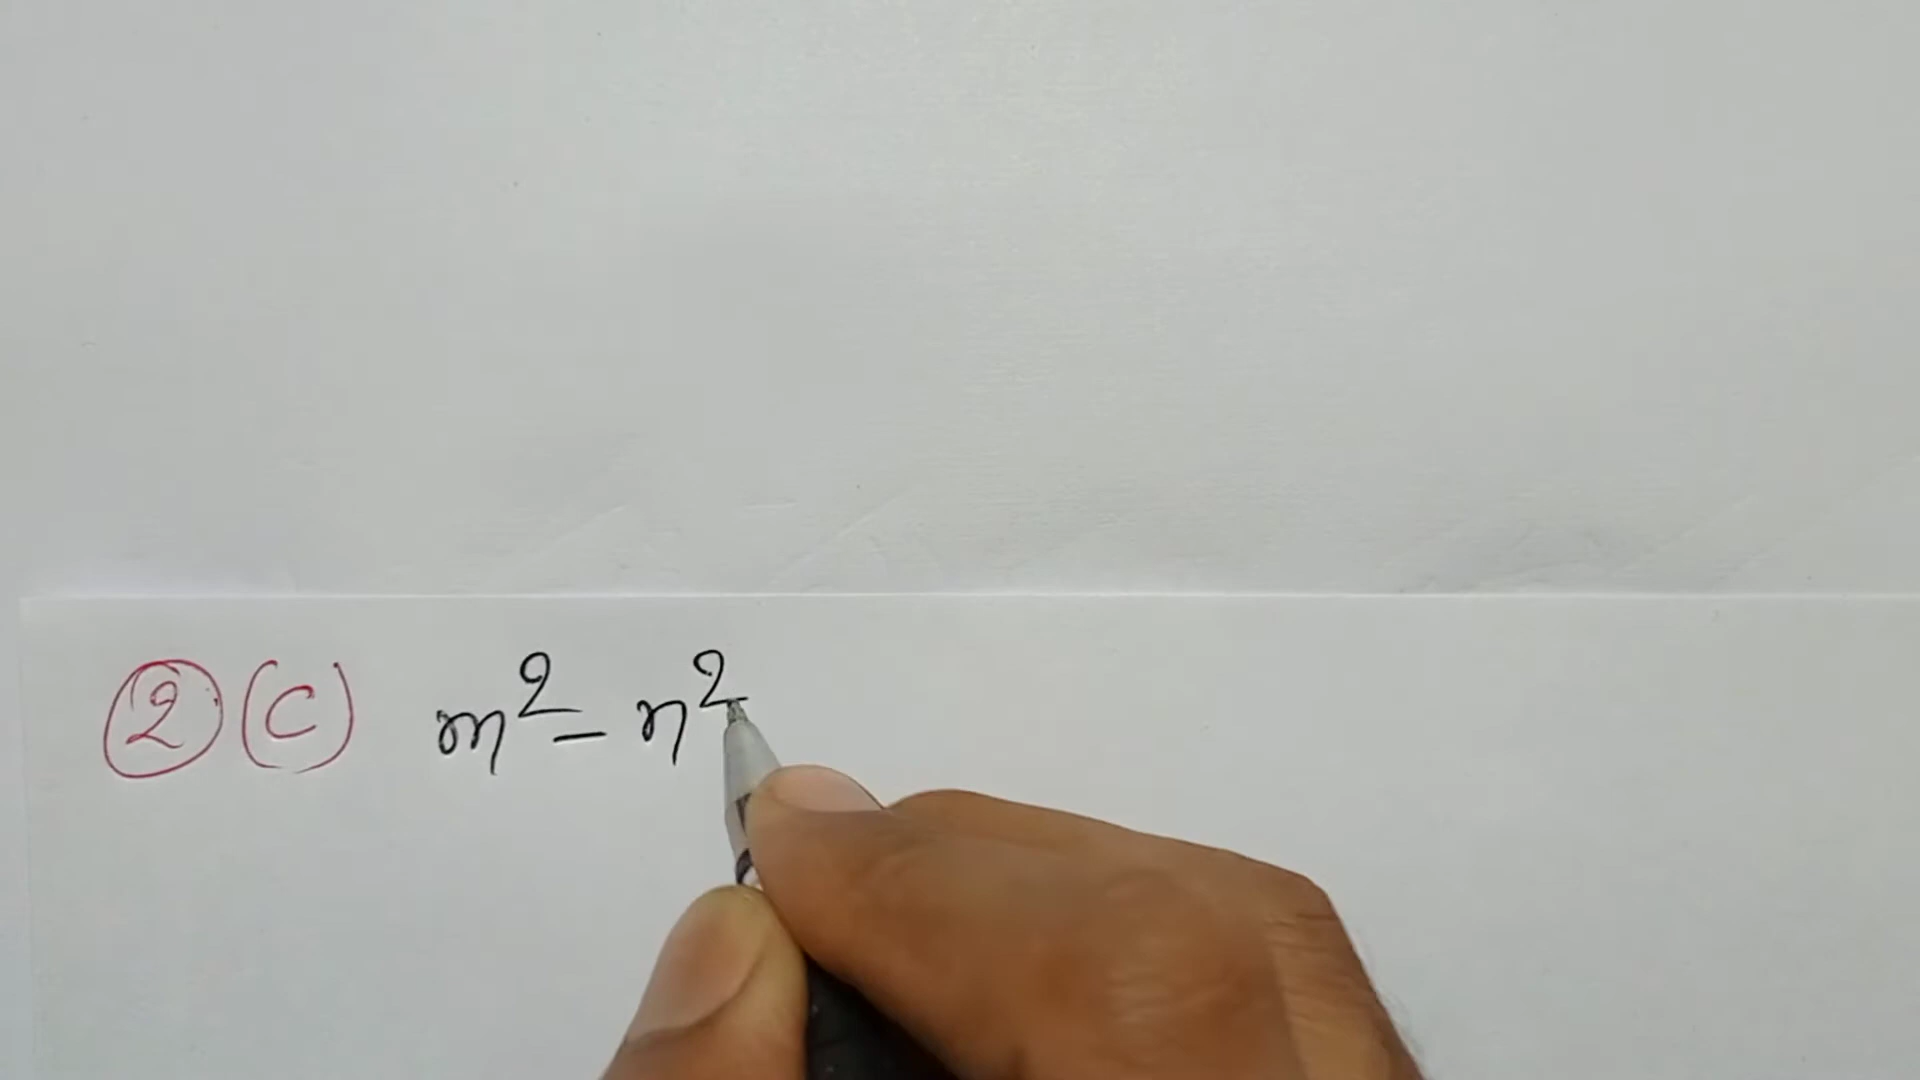 ② (C) m² - n²